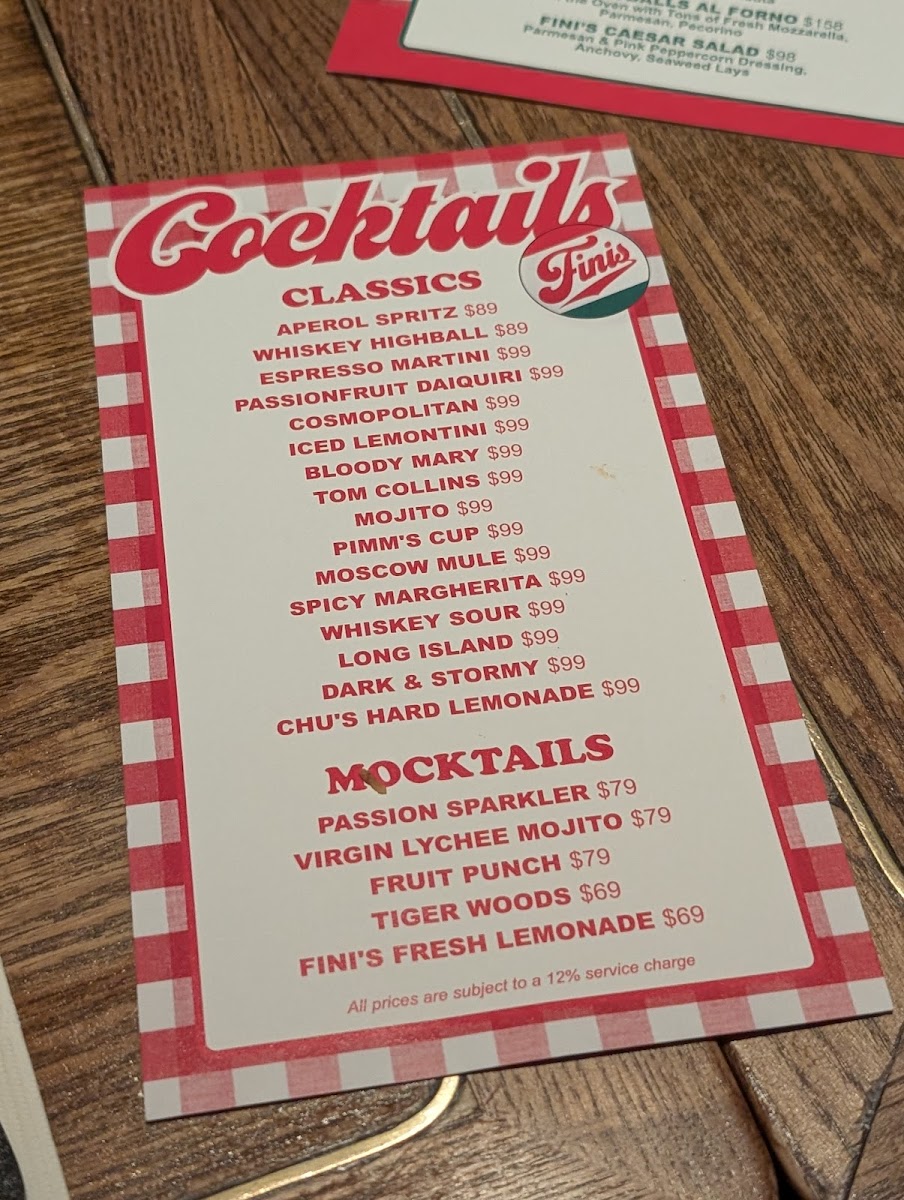 ALLS AL FORNO $158
the Oven with Tons of Fresh Mozzarella,
Parmesan, Pecorino
FINI'S CAESAR SALAD $98
Parmesan & Pink Peppercorn Dressing,
Anchovy, Seaweed Lays
Cocktails
Finis
CLASSICS
APEROL SPRITZ $89
WHISKEY HIGHBALL $89
ESPRESSO MARTINI $99
PASSIONFRUIT DAIQUIRI $99
COSMOPOLITAN $99
ICED LEMONTINI $99
BLOODY MARY $99
TOM COLLINS $99
MOJITO $99
PIMM'S CUP $99
MOSCOW MULE $99
SPICY MARGHERITA $99
WHISKEY SOUR $99
LONG ISLAND $99
DARK & STORMY $99
CHU'S HARD LEMONADE $99
MOCKTAILS
PASSION SPARKLER $79
VIRGIN LYCHEE MOJITO $79
FRUIT PUNCH $79
TIGER WOODS $69
FINI'S FRESH LEMONADE $69
All prices are subject to a 12% service charge